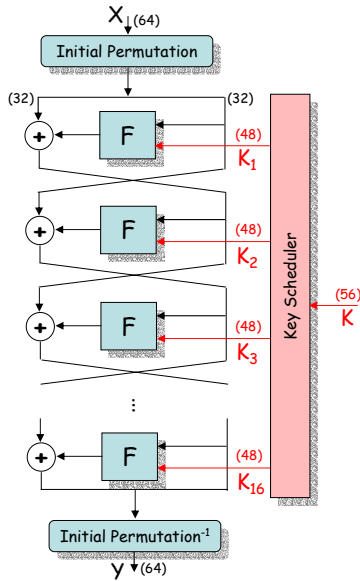 X (64)
Initial Permutation
(32) (32)
+ F (48)
K₁
+ F (48)
K₂
Key Scheduler
(56)
K
+ F (48)
K₃
...
+ F (48)
K₁₆
Initial Permutation⁻¹
Y (64)